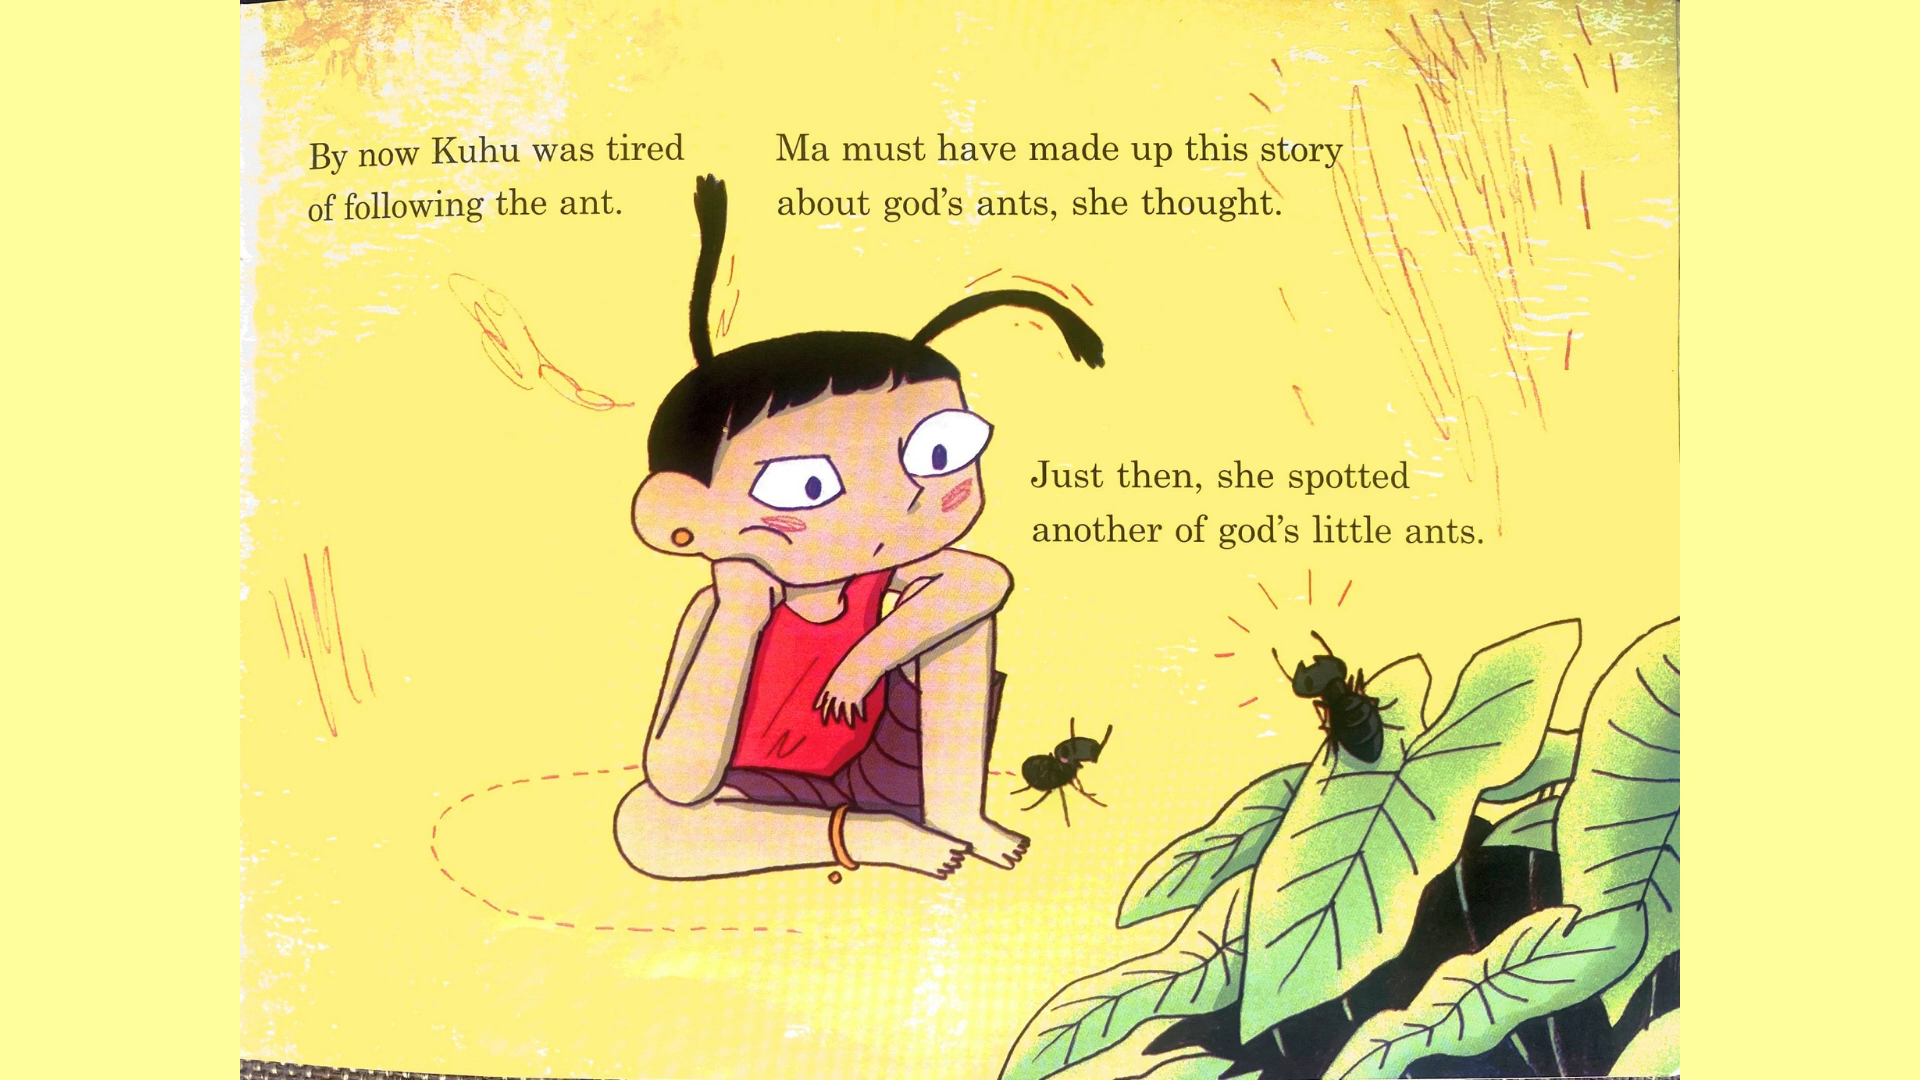 By now Kuhu was tired
of following the ant.
Ma must have made up this story
about god's ants, she thought.
Just then, she spotted
another of god's little ants.